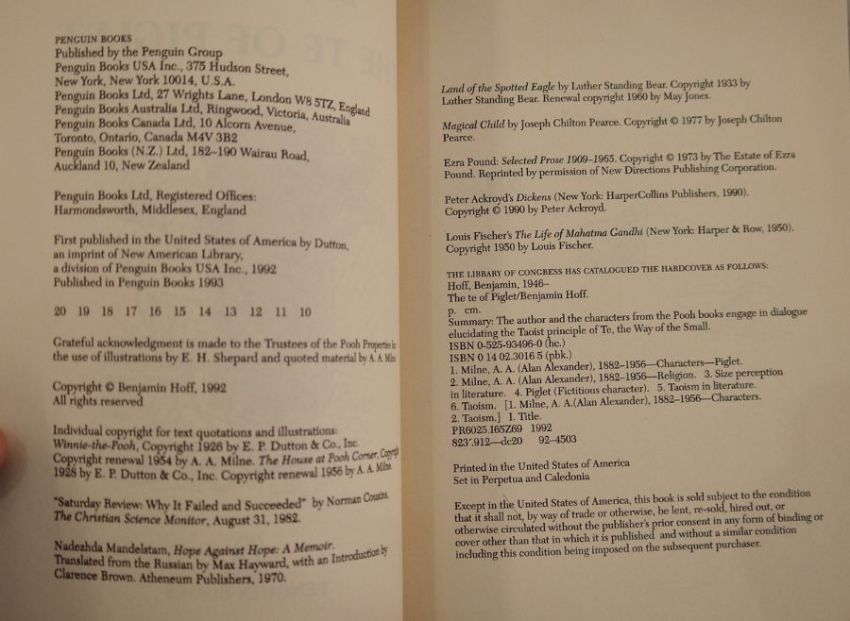 PENGUIN BOOKS
Published by the Penguin Group
Penguin Books USA Inc., 375 Hudson Street,
New York, New York 10014, U.S.A.
Penguin Books Ltd, 27 Wrights Lane, London W8 5TZ, England
Penguin Books Australia Ltd, Ringwood, Victoria, Australia
Penguin Books Canada Ltd, 10 Alcorn Avenue,
Toronto, Ontario, Canada M4V 3B2
Penguin Books (N.Z.) Ltd, 182–190 Wairau Road,
Auckland 10, New Zealand
Penguin Books Ltd, Registered Offices:
Harmondsworth, Middlesex, England
First published in the United States of America by Dutton,
an imprint of New American Library,
a division of Penguin Books USA Inc., 1992
Published in Penguin Books 1993
20 19 18 17 16 15 14 13 12 11 10
Grateful acknowledgment is made to the Trustees of the Pooh Properties
the use of illustrations by E. H. Shepard and quoted material by A. A. Milne
Copyright © Benjamin Hoff, 1992
All rights reserved
Individual copyright for text quotations and illustrations:
Winnie-the-Pooh, Copyright 1926 by E. P. Dutton & Co., Inc.
Copyright renewal 1954 by A. A. Milne. The House at Pooh Corner,
1928 by E. P. Dutton & Co., Inc. Copyright renewal 1956 by A. A. Milne.
"Saturday Review: Why It Failed and Succeeded" by Norman Cousins,
The Christian Science Monitor, August 31, 1982.
Nadezhda Mandelstam, Hope Against Hope: A Memoir.
Translated from the Russian by Max Hayward, with an Introduction by
Clarence Brown. Atheneum Publishers, 1970.
Land of the Spotted Eagle by Luther Standing Bear. Copyright 1933 by
Luther Standing Bear. Renewal copyright 1960 by May Jones.
Magical Child by Joseph Chilton Pearce. Copyright © 1977 by Joseph Chilton
Pearce.
Ezra Pound: Selected Prose 1909–1965. Copyright © 1973 by The Estate of Ezra
Pound. Reprinted by permission of New Directions Publishing Corporation.
Peter Ackroyd's Dickens (New York: HarperCollins Publishers, 1990).
Copyright © 1990 by Peter Ackroyd.
Louis Fischer's The Life of Mahatma Gandhi (New York: Harper & Row, 1950).
Copyright 1950 by Louis Fischer.
THE LIBRARY OF CONGRESS HAS CATALOGUED THE HARDCOVER AS FOLLOWS:
Hoff, Benjamin, 1946–
The te of Piglet/Benjamin Hoff.
p. cm.
Summary: The author and the characters from the Pooh books engage in dialogue
elucidating the Taoist principle of Te, the Way of the Small.
ISBN 0-525-93496-0 (hc.)
ISBN 0 14 02.3016 5 (pbk.)
1. Milne, A. A. (Alan Alexander), 1882–1956—Characters—Piglet.
2. Milne, A. A. (Alan Alexander), 1882–1956—Religion. 3. Size perception
in literature. 4. Piglet (Fictitious character). 5. Taoism in literature.
6. Taoism. [1. Milne, A. A.(Alan Alexander), 1882–1956—Characters.
2. Taoism.] I. Title.
PR6025.I65Z69 1992
823'.912—dc20 92–4503
Printed in the United States of America
Set in Perpetua and Caledonia
Except in the United States of America, this book is sold subject to the condition
that it shall not, by way of trade or otherwise, be lent, re-sold, hired out, or
otherwise circulated without the publisher's prior consent in any form of binding or
cover other than that in which it is published and without a similar condition
including this condition being imposed on the subsequent purchaser.